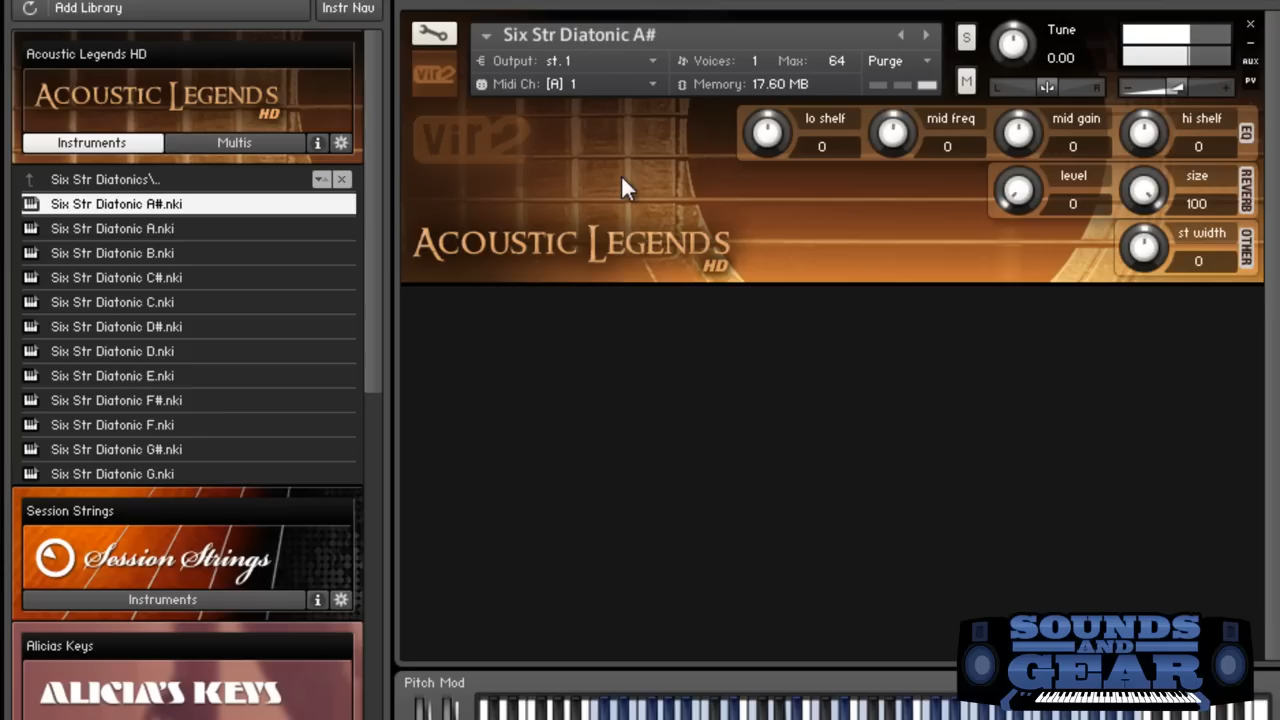 Add Library
Instr Nav
Acoustic Legends HD
ACOUSTIC LEGENDS
HD
Instruments
Multis
i
Six Str Diatonics\..
Six Str Diatonic A#.nki
Six Str Diatonic A.nki
Six Str Diatonic B.nki
Six Str Diatonic C#.nki
Six Str Diatonic C.nki
Six Str Diatonic D#.nki
Six Str Diatonic D.nki
Six Str Diatonic E.nki
Six Str Diatonic F#.nki
Six Str Diatonic F.nki
Six Str Diatonic G#.nki
Six Str Diatonic G.nki
Session Strings
Session Strings
Instruments
i
Alicias Keys
ALICIA'S KEYS
Six Str Diatonic A#
Output: st. 1
Voices: 1 Max: 64
Purge
Midi Ch: [A] 1
Memory: 17.60 MB
S
M
Tune
0.00
L
R
AUX
PV
VIR2
VIR2
lo shelf
0
mid freq
0
mid gain
0
hi shelf
0
EQ
level
0
size
100
REVERB
st width
0
OTHER
ACOUSTIC LEGENDS
HD
Pitch Mod
SOUNDS
AND
GEAR